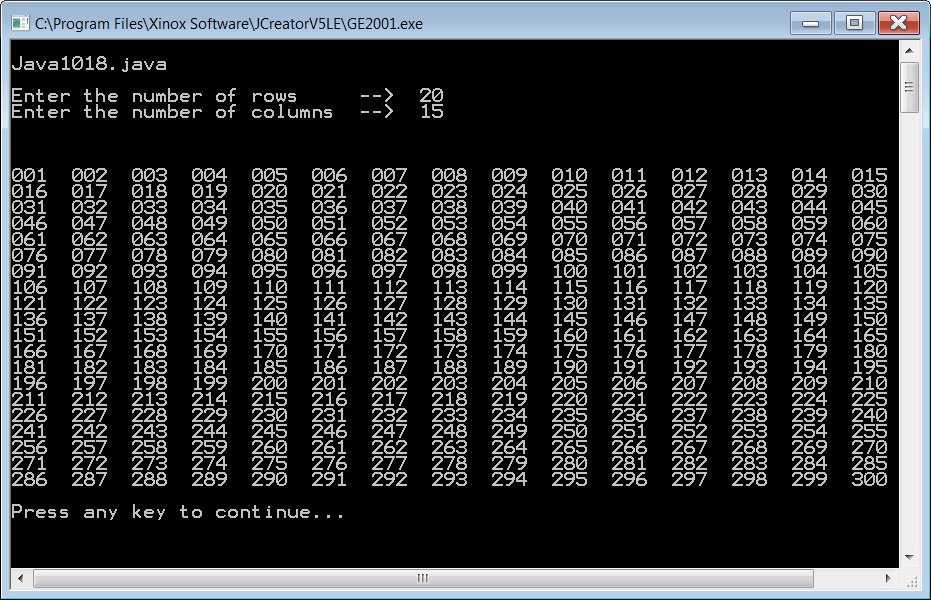 C:\Program Files\Xinox Software\JCreatorV5LE\GE2001.exe
Java1018.java
Enter the number of rows     -->  20
Enter the number of columns  -->  15
001  002  003  004  005  006  007  008  009  010  011  012  013  014  015
016  017  018  019  020  021  022  023  024  025  026  027  028  029  030
031  032  033  034  035  036  037  038  039  040  041  042  043  044  045
046  047  048  049  050  051  052  053  054  055  056  057  058  059  060
061  062  063  064  065  066  067  068  069  070  071  072  073  074  075
076  077  078  079  080  081  082  083  084  085  086  087  088  089  090
091  092  093  094  095  096  097  098  099  100  101  102  103  104  105
106  107  108  109  110  111  112  113  114  115  116  117  118  119  120
121  122  123  124  125  126  127  128  129  130  131  132  133  134  135
136  137  138  139  140  141  142  143  144  145  146  147  148  149  150
151  152  153  154  155  156  157  158  159  160  161  162  163  164  165
166  167  168  169  170  171  172  173  174  175  176  177  178  179  180
181  182  183  184  185  186  187  188  189  190  191  192  193  194  195
196  197  198  199  200  201  202  203  204  205  206  207  208  209  210
211  212  213  214  215  216  217  218  219  220  221  222  223  224  225
226  227  228  229  230  231  232  233  234  235  236  237  238  239  240
241  242  243  244  245  246  247  248  249  250  251  252  253  254  255
256  257  258  259  260  261  262  263  264  265  266  267  268  269  270
271  272  273  274  275  276  277  278  279  280  281  282  283  284  285
286  287  288  289  290  291  292  293  294  295  296  297  298  299  300
Press any key to continue...